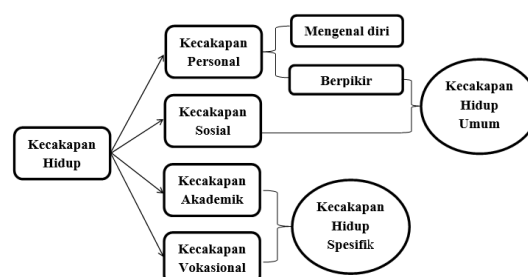 Kecakapan
Hidup
Kecakapan
Personal
Mengenal diri
Berpikir
Kecakapan
Sosial
Kecakapan
Hidup
Umum
Kecakapan
Akademik
Kecakapan
Vokasional
Kecakapan
Hidup
Spesifik